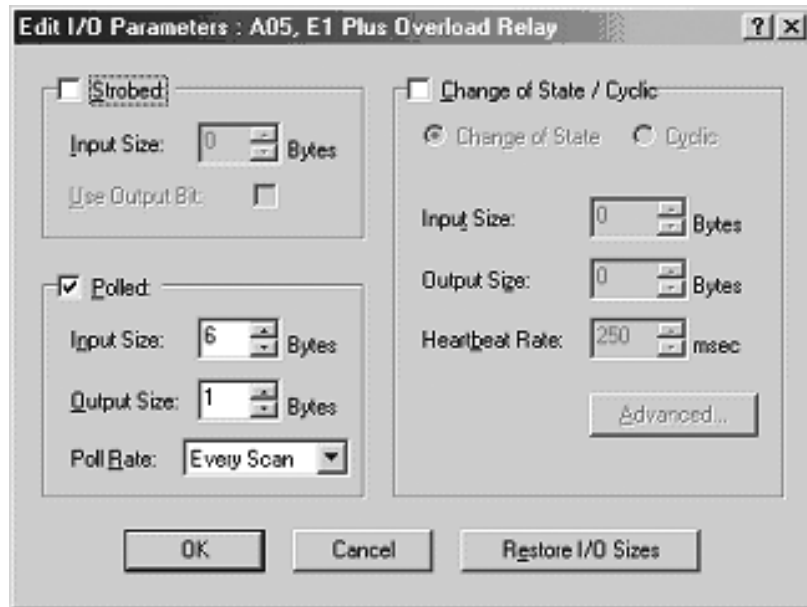 Edit I/O Parameters : A05, E1 Plus Overload Relay
Strobed:
Input Size: 0 Bytes
Use Output Bit:
Polled:
Input Size: 6 Bytes
Output Size: 1 Bytes
Poll Rate: Every Scan
Change of State / Cyclic
Change of State Cyclic
Input Size: 0 Bytes
Output Size: 0 Bytes
Heartbeat Rate: 250 msec
Advanced...
OK Cancel Restore I/O Sizes